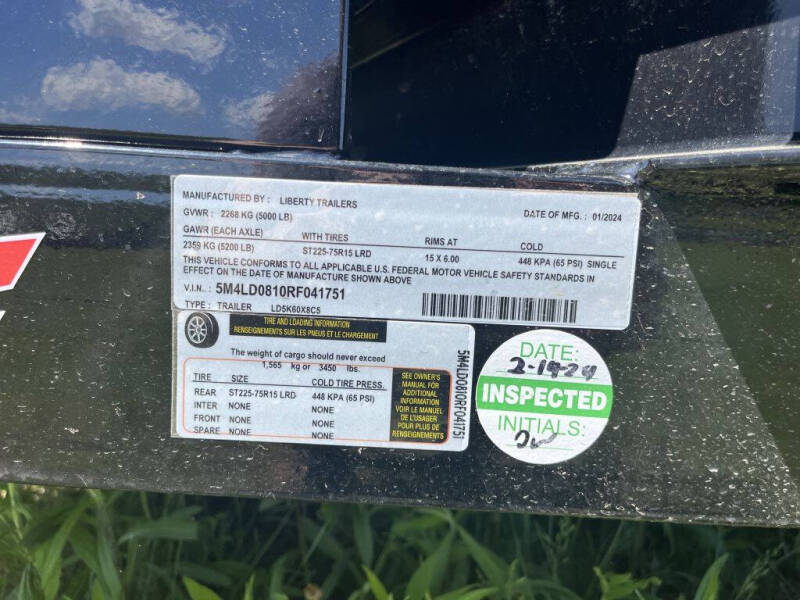 MANUFACTURED BY : LIBERTY TRAILERS
GVWR : 2268 KG (5000 LB) DATE OF MFG. : 01/2024
GAWR (EACH AXLE) WITH TIRES RIMS AT COLD
2359 KG (5200 LB) ST225-75R15 LRD 15 X 6.00 448 KPA (65 PSI) SINGLE
THIS VEHICLE CONFORMS TO ALL APPLICABLE U.S. FEDERAL MOTOR VEHICLE SAFETY STANDARDS IN
EFFECT ON THE DATE OF MANUFACTURE SHOWN ABOVE
V.I.N.: 5M4LD0810RF041751
TYPE : TRAILER LD5K60X8C5
TIRE AND LOADING INFORMATION
RENSEIGNEMENTS SUR LES PNEUS ET LE CHARGEMENT
The weight of cargo should never exceed
1,565 kg or 3450 lbs.
TIRE SIZE COLD TIRE PRESS.
REAR ST225-75R15 LRD 448 KPA (65 PSI)
INTER NONE NONE
FRONT NONE NONE
SPARE NONE NONE
SEE OWNER'S
MANUAL FOR
ADDITIONAL
INFORMATION
VOIR LE MANUEL
DE L'USAGER
POUR PLUS DE
RENSEIGNEMENTS
5M4LD0810RF041751
DATE:
2-14-24
INSPECTED
INITIALS: